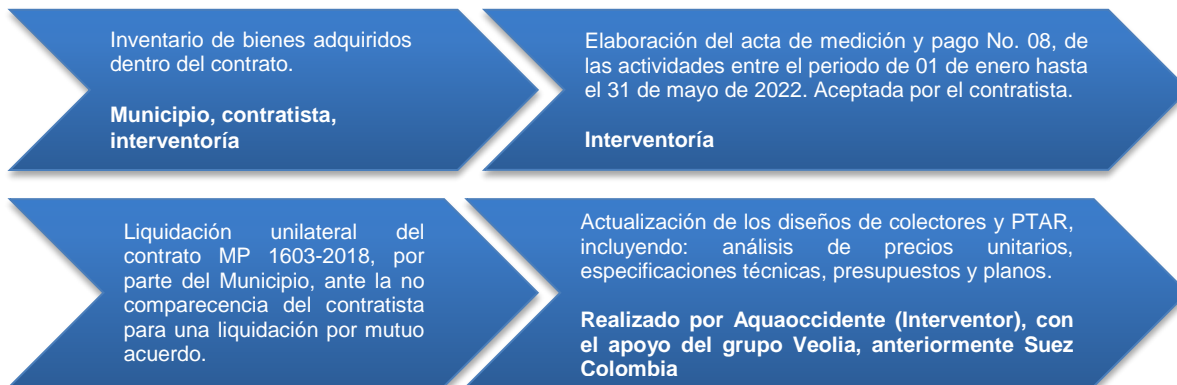 Inventario de bienes adquiridos
dentro del contrato.
Municipio, contratista,
interventoría
Elaboración del acta de medición y pago No. 08, de
las actividades entre el periodo de 01 de enero hasta
el 31 de mayo de 2022. Aceptada por el contratista.
Interventoría
Liquidación unilateral del
contrato MP 1603-2018, por
parte del Municipio, ante la no
comparecencia del contratista
para una liquidación por mutuo
acuerdo.
Actualización de los diseños de colectores y PTAR,
incluyendo: análisis de precios unitarios,
especificaciones técnicas, presupuestos y planos.
Realizado por Aquaoccidente (Interventor), con
el apoyo del grupo Veolia, anteriormente Suez
Colombia